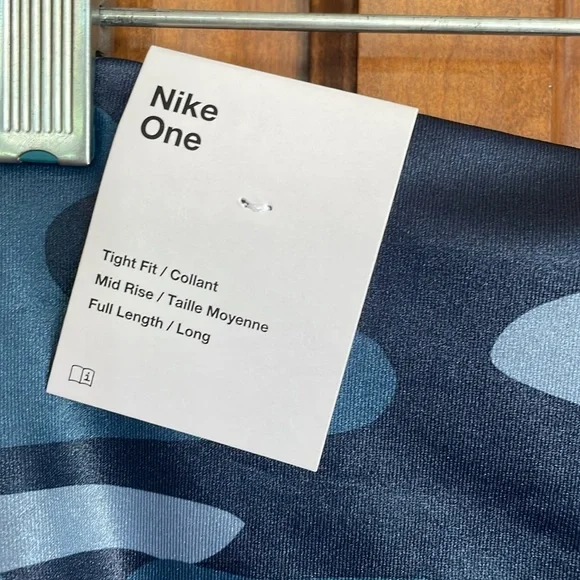 Nike
One
Tight Fit / Collant
Mid Rise / Taille Moyenne
Full Length / Long
i